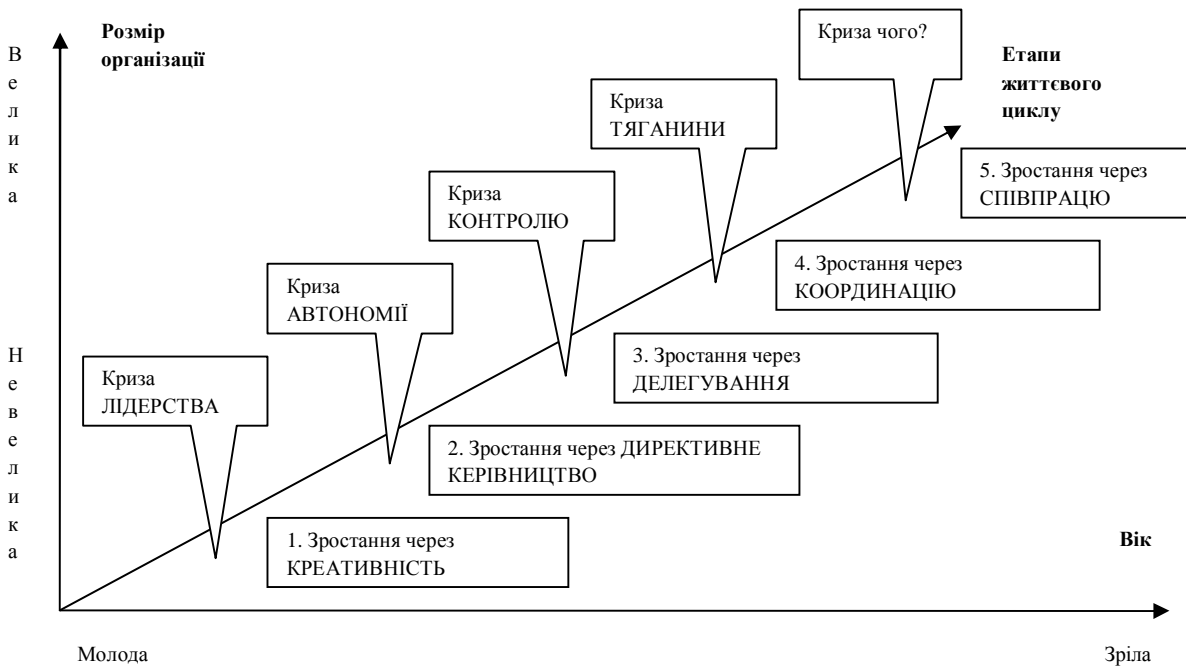 Розмір
організації
Велика
Невелика
Криза чого?
Етапи
життєвого
циклу
Криза
ТЯГАНИНИ
5. Зростання через
СПІВПРАЦЮ
Криза
КОНТРОЛЮ
4. Зростання через
КООРДИНАЦІЮ
Криза
АВТОНОМІЇ
3. Зростання через
ДЕЛЕГУВАННЯ
Криза
ЛІДЕРСТВА
2. Зростання через ДИРЕКТИВНЕ
КЕРІВНИЦТВО
1. Зростання через
КРЕАТИВНІСТЬ
Вік
Молода
Зріла